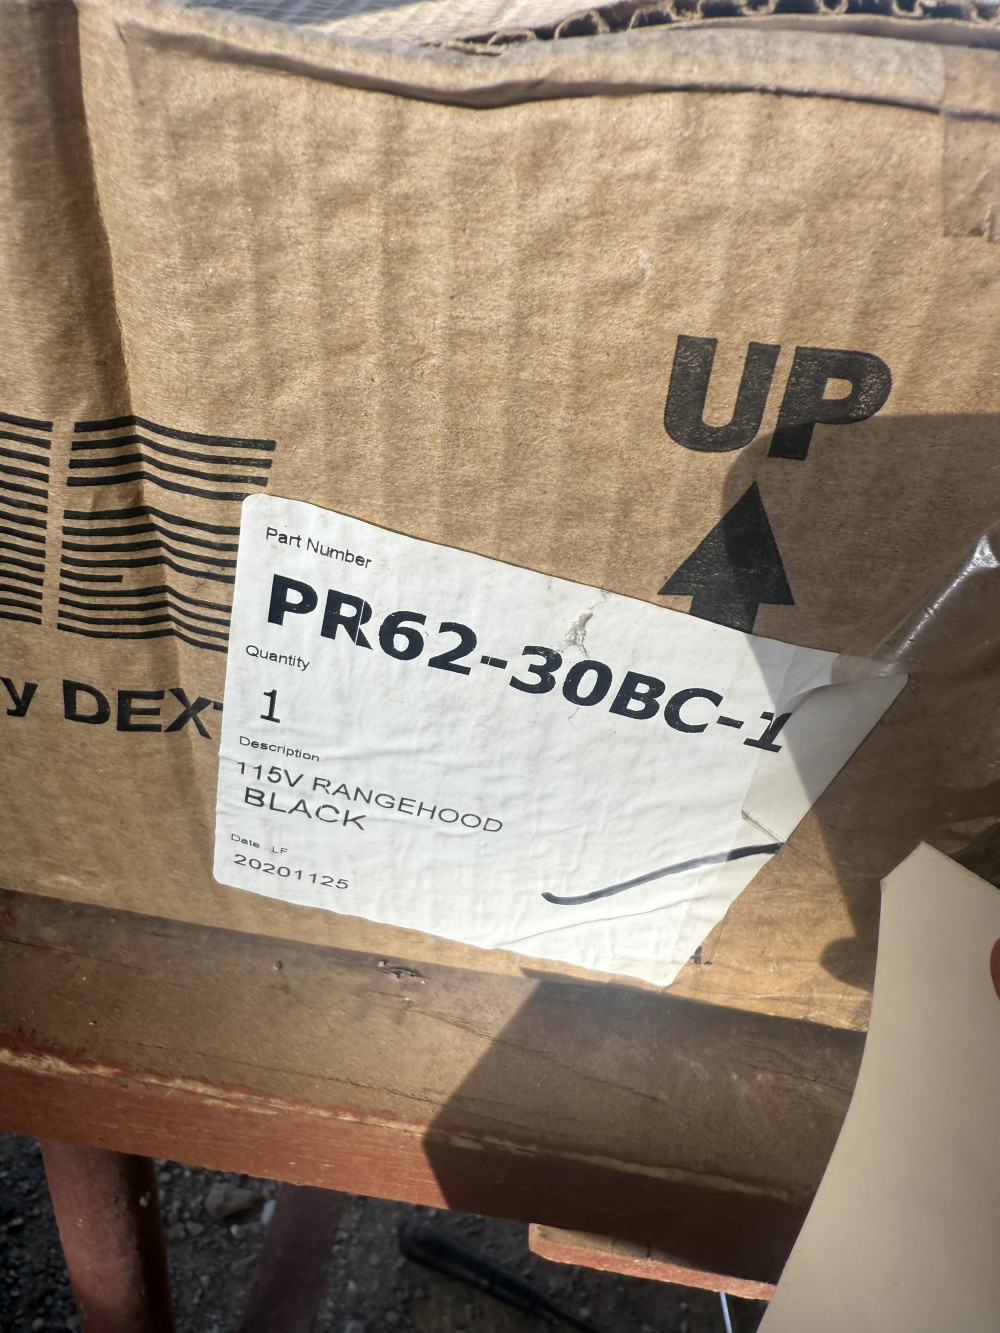 UP
Part Number
PR62-30BC-1
Quantity
1
y DEX
Description
115V RANGEHOOD
BLACK
Date LF
20201125